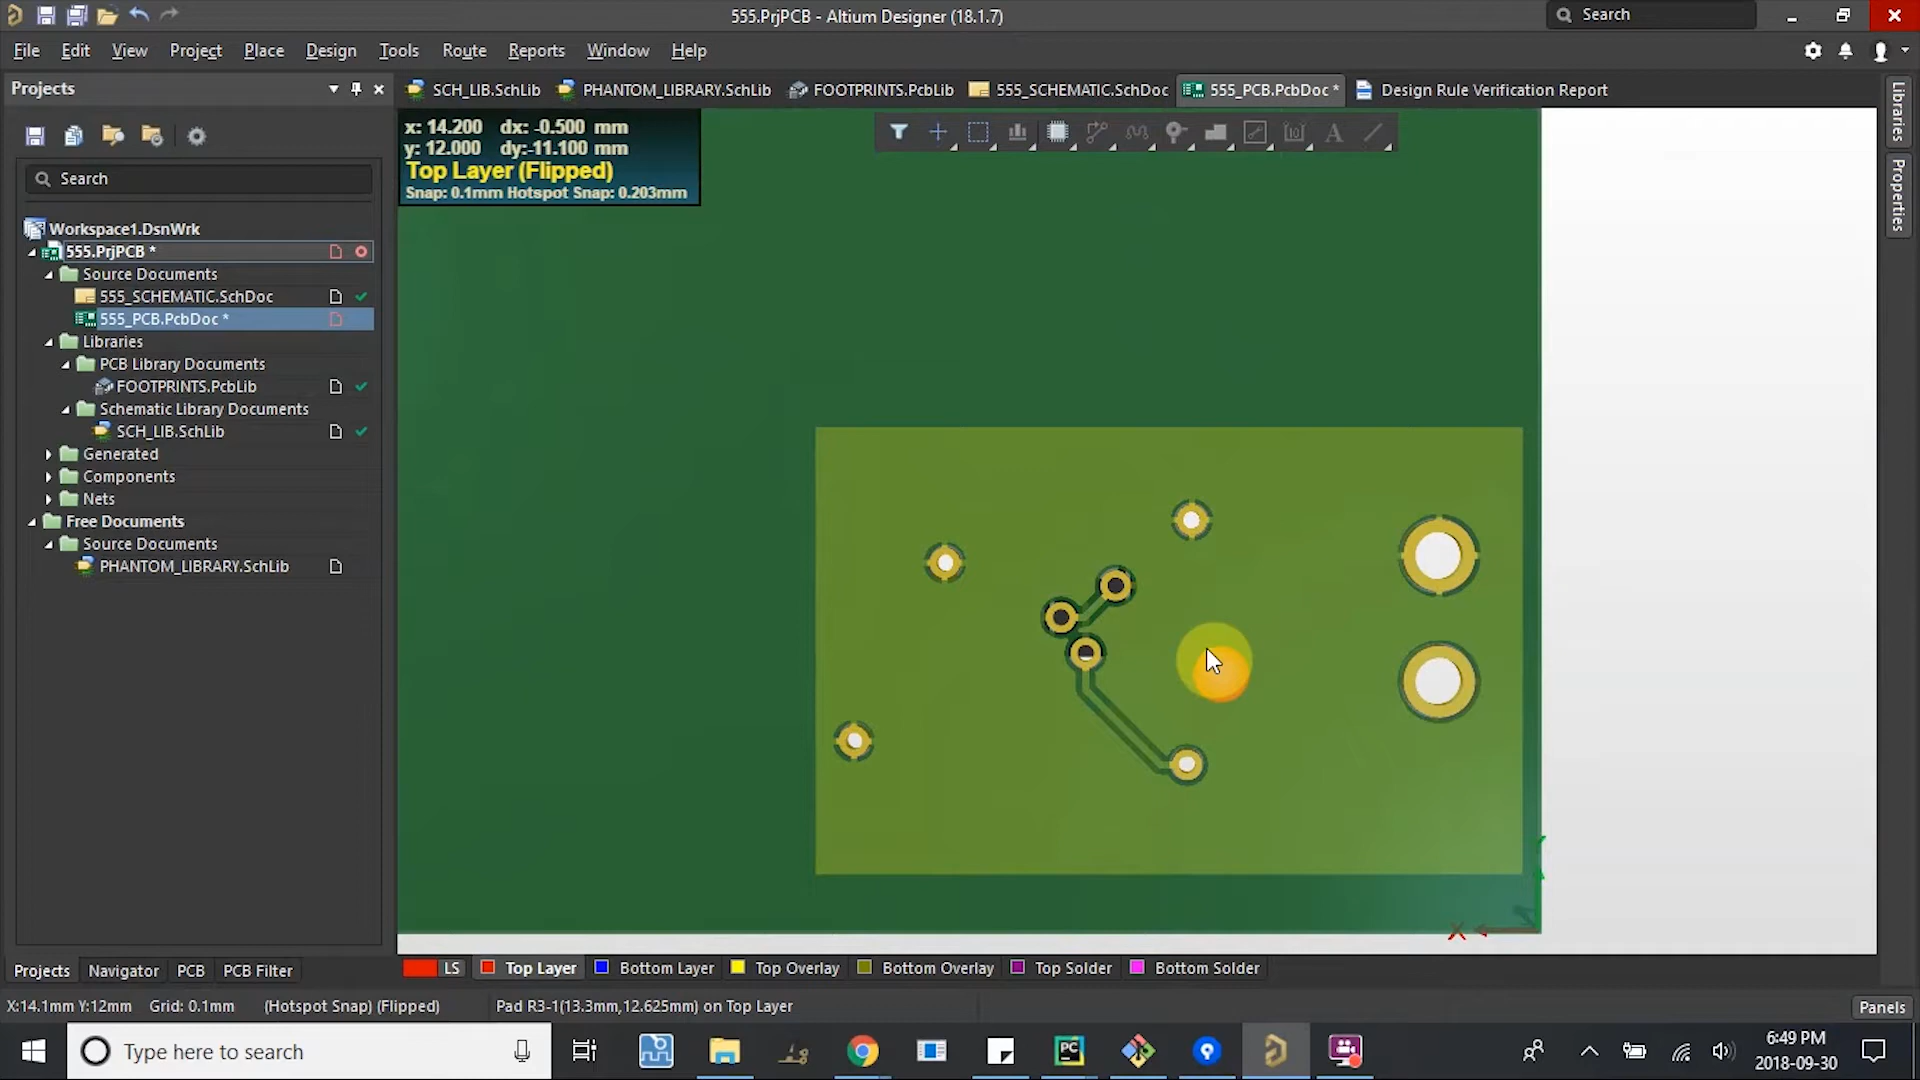 555.PrjPCB - Altium Designer (18.1.7)
Search
File Edit View Project Place Design Tools Route Reports Window Help
Projects
SCH_LIB.SchLib PHANTOM_LIBRARY.SchLib FOOTPRINTS.PcbLib 555_SCHEMATIC.SchDoc 555_PCB.PcbDoc * Design Rule Verification Report
Libraries
Properties
x: 14.200 dx: -0.500 mm
y: 12.000 dy:-11.100 mm
Top Layer (Flipped)
Snap: 0.1mm Hotspot Snap: 0.203mm
Search
Workspace1.DsnWrk
555.PrjPCB *
Source Documents
555_SCHEMATIC.SchDoc
555_PCB.PcbDoc *
Libraries
PCB Library Documents
FOOTPRINTS.PcbLib
Schematic Library Documents
SCH_LIB.SchLib
Generated
Components
Nets
Free Documents
Source Documents
PHANTOM_LIBRARY.SchLib
X
Projects Navigator PCB PCB Filter
LS Top Layer Bottom Layer Top Overlay Bottom Overlay Top Solder Bottom Solder
X:14.1mm Y:12mm Grid: 0.1mm (Hotspot Snap) (Flipped) Pad R3-1(13.3mm,12.625mm) on Top Layer
Panels
Type here to search
PC
6:49 PM
2018-09-30